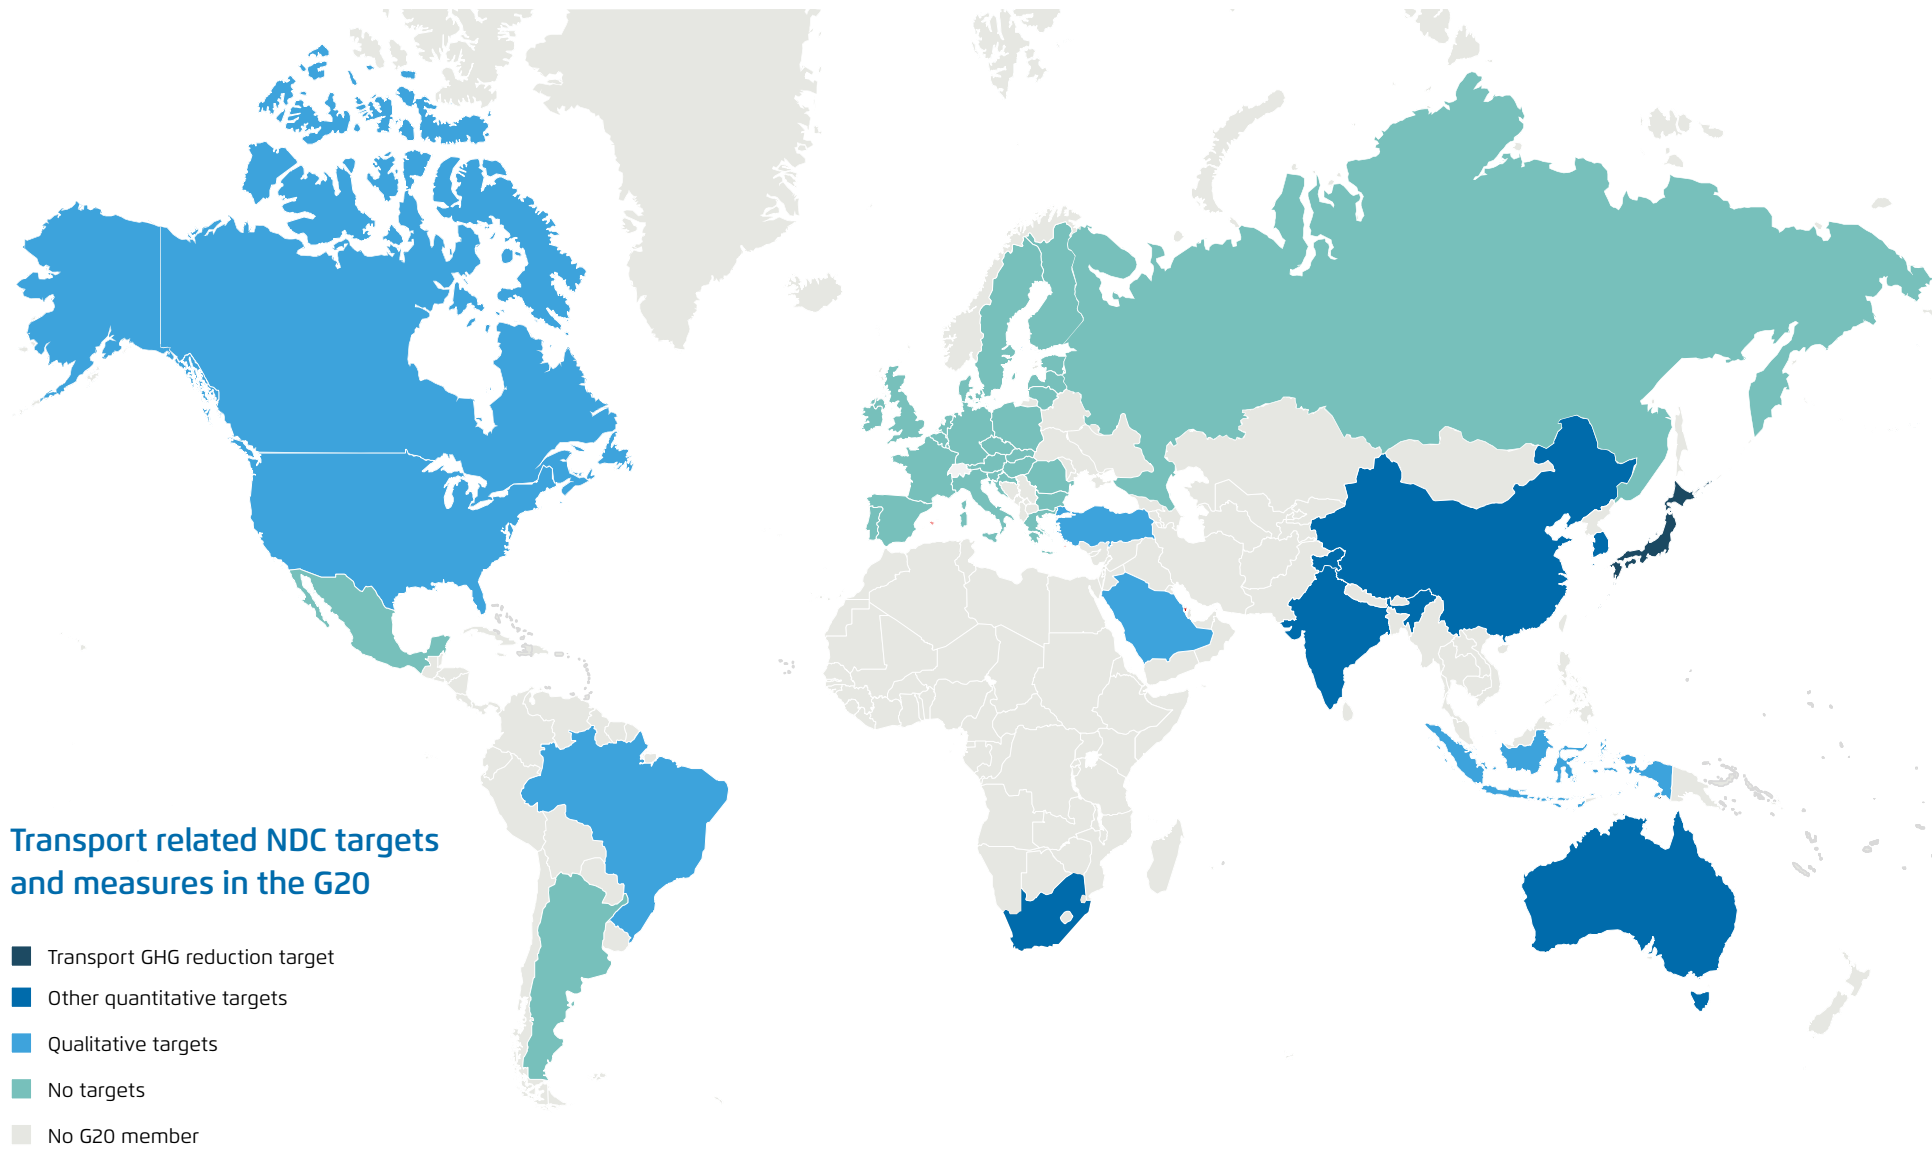 Transport related NDC targets
and measures in the G20
Transport GHG reduction target
Other quantitative targets
Qualitative targets
No targets
No G20 member